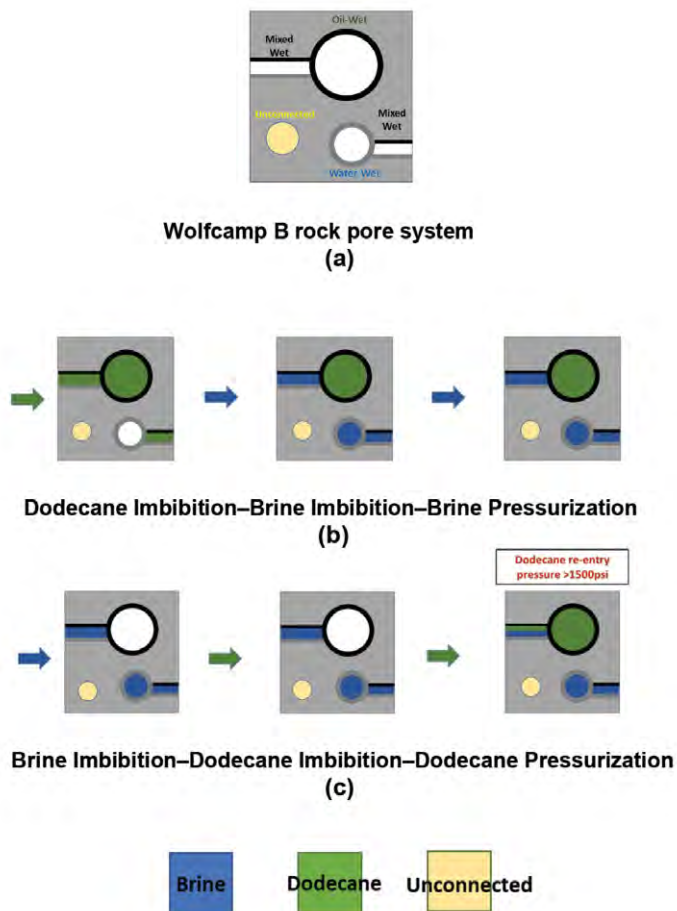 Oil-Wet
Mixed
Wet
Unconnected
Mixed
Wet
Water Wet
Wolfcamp B rock pore system
(a)
Dodecane Imbibition–Brine Imbibition–Brine Pressurization
(b)
Dodecane re-entry
pressure >1500psi
Brine Imbibition–Dodecane Imbibition–Dodecane Pressurization
(c)
Brine
Dodecane
Unconnected